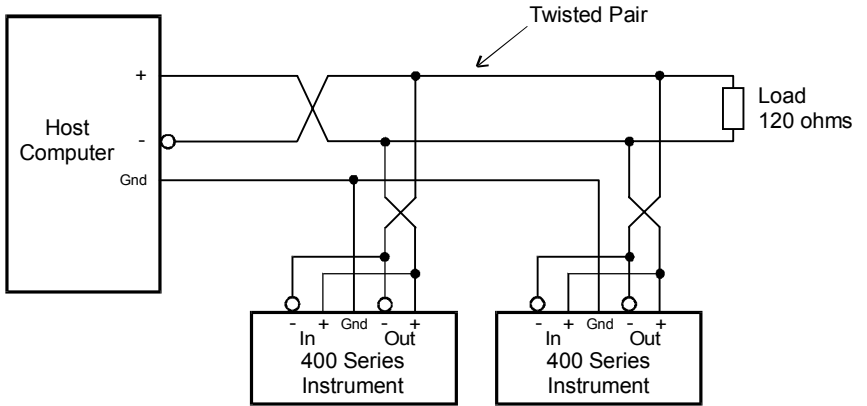 Twisted Pair
+
Host
Computer
-
Gnd
Load
120 ohms
- + Gnd - +
In Out
400 Series
Instrument
- + Gnd - +
In Out
400 Series
Instrument